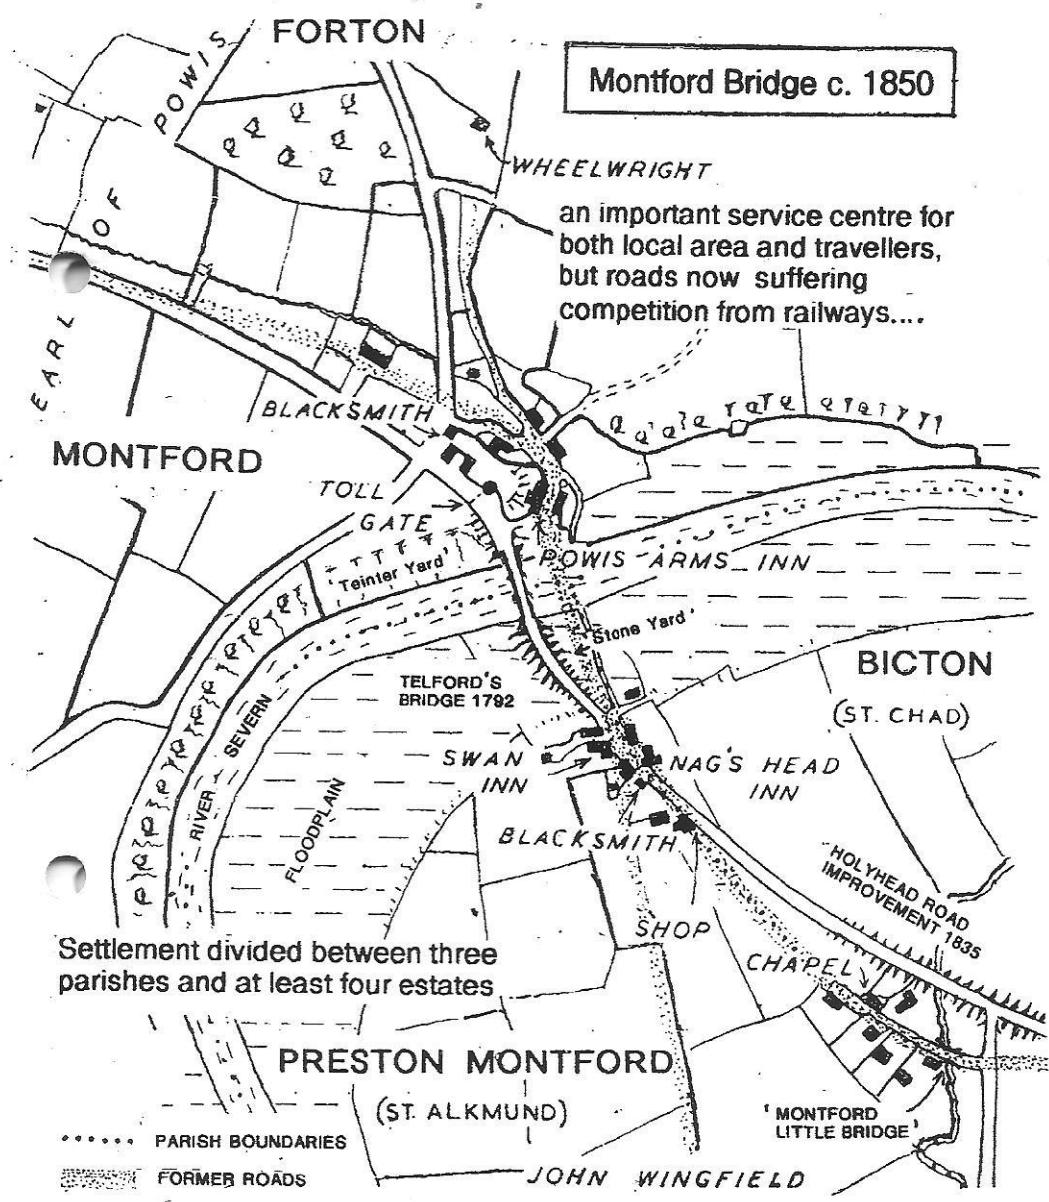 FORTON
Montford Bridge c. 1850
POWIS
OF
EARL
WHEELWRIGHT
an important service centre for
both local area and travellers,
but roads now suffering
competition from railways....
BLACKSMITH
MONTFORD
TOLL
GATE
'Teinter Yard'
POWIS ARMS INN
'Stone Yard'
BICTON
(ST. CHAD)
TELFORD'S
BRIDGE 1792
RIVER SEVERN
FLOODPLAIN
SWAN
INN
NAG'S HEAD
INN
BLACKSMITH
SHOP
HOLYHEAD ROAD
IMPROVEMENT 1835
CHAPEL
Settlement divided between three
parishes and at least four estates
PRESTON MONTFORD
(ST. ALKMUND)
'MONTFORD
LITTLE BRIDGE'
PARISH BOUNDARIES
FORMER ROADS
JOHN WINGFIELD